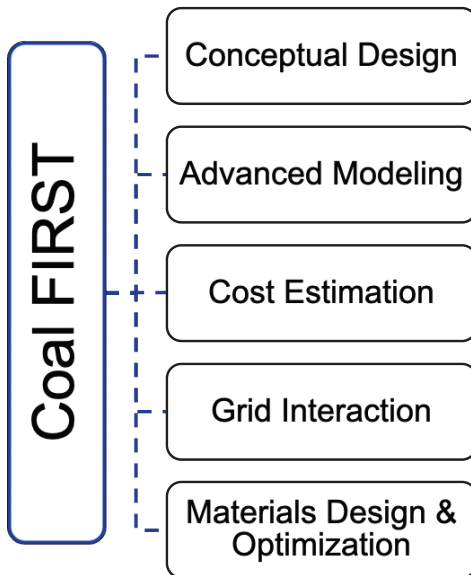 Coal FIRST
Conceptual Design
Advanced Modeling
Cost Estimation
Grid Interaction
Materials Design &
Optimization